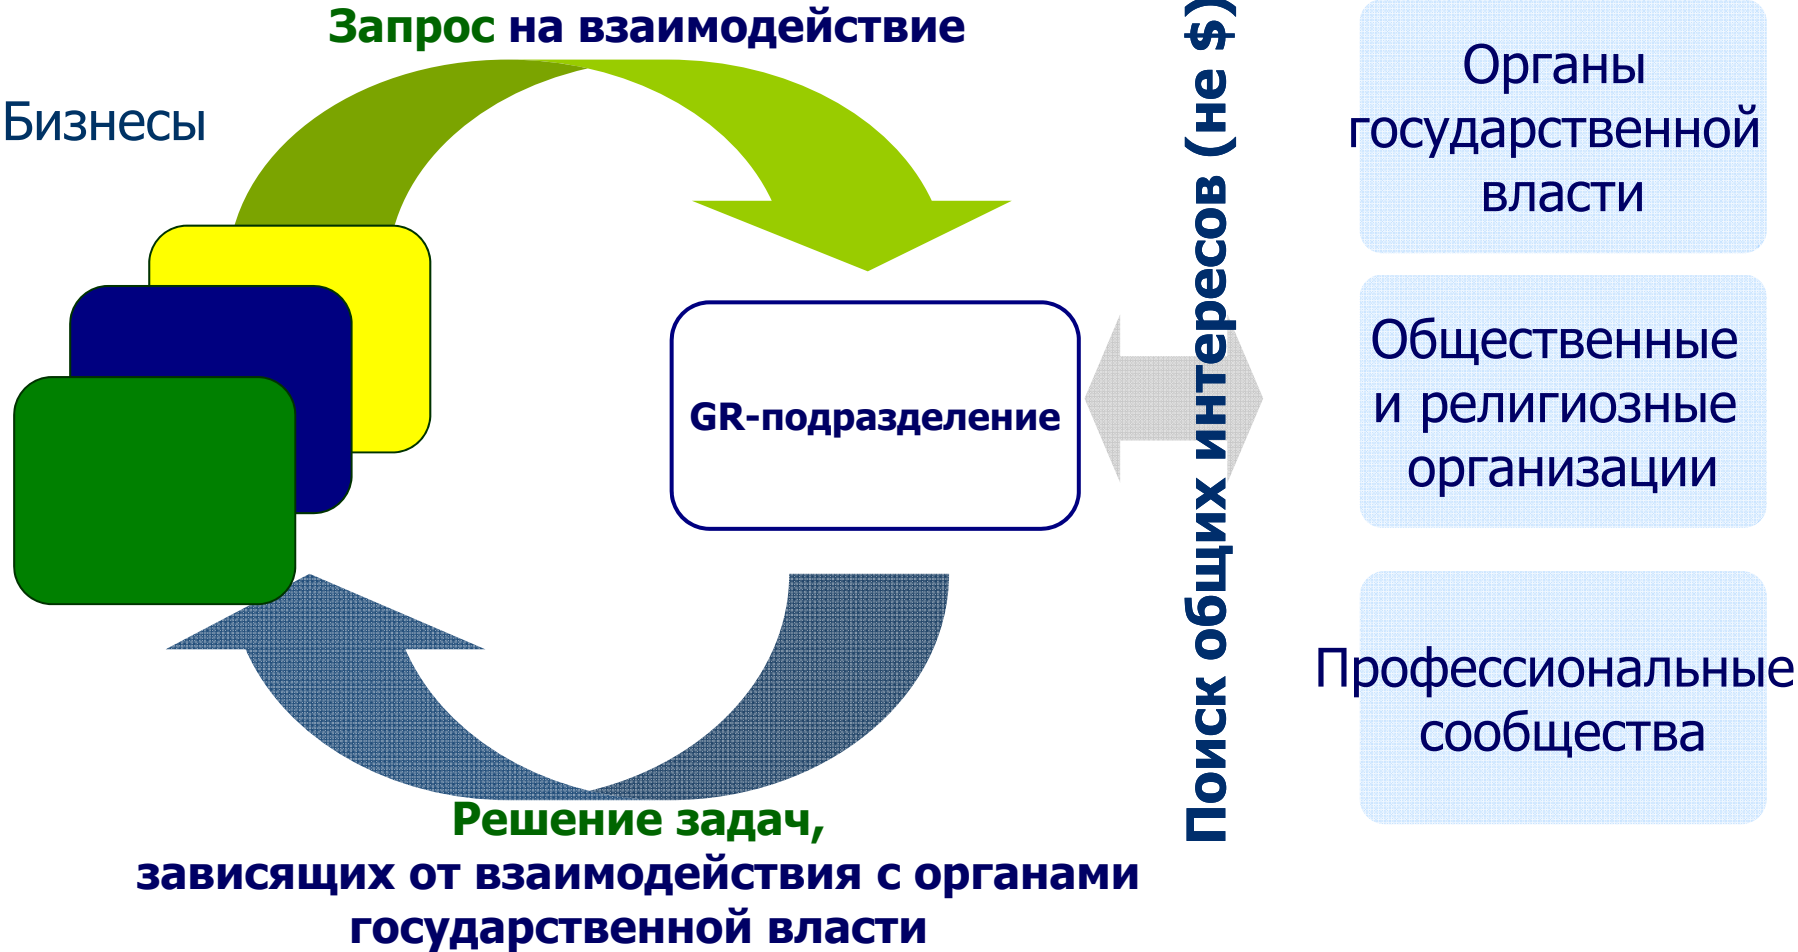 Запрос на взаимодействие
Бизнесы
GR-подразделение
Решение задач,
зависящих от взаимодействия с органами
государственной власти
Поиск общих интересов (не $)
Органы
государственной
власти
Общественные
и религиозные
организации
Профессиональные
сообщества